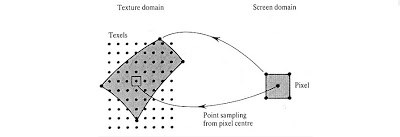 Texture domain
Screen domain
Texels
Pixel
Point sampling
from pixel centre